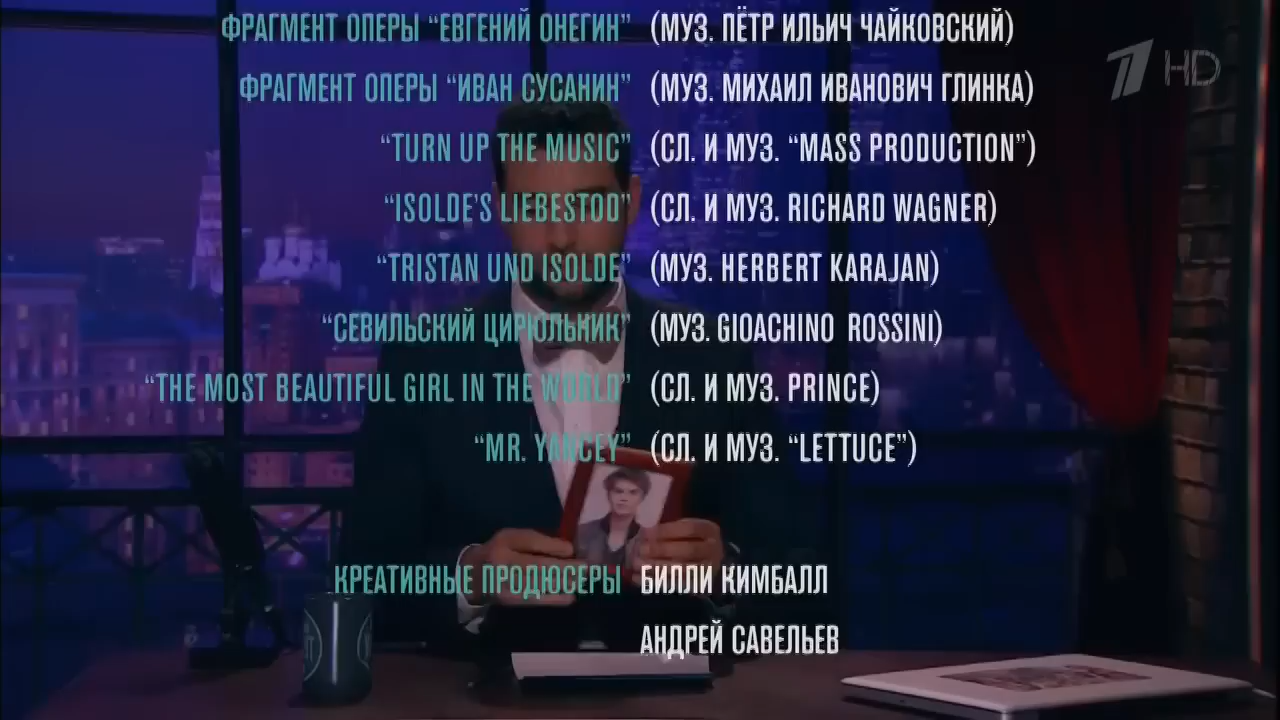 ФРАГМЕНТ ОПЕРЫ “ЕВГЕНИЙ ОНЕГИН” (МУЗ. ПЁТР ИЛЬИЧ ЧАЙКОВСКИЙ)
ФРАГМЕНТ ОПЕРЫ “ИВАН СУСАНИН” (МУЗ. МИХАИЛ ИВАНОВИЧ ГЛИНКА)
“TURN UP THE MUSIC” (СЛ. И МУЗ. “MASS PRODUCTION”)
“ISOLDE’S LIEBESTOD” (СЛ. И МУЗ. RICHARD WAGNER)
“TRISTAN UND ISOLDE” (МУЗ. HERBERT KARAJAN)
“СЕВИЛЬСКИЙ ЦИРЮЛЬНИК” (МУЗ. GIOACHINO ROSSINI)
“THE MOST BEAUTIFUL GIRL IN THE WORLD” (СЛ. И МУЗ. PRINCE)
“MR. YANCEY” (СЛ. И МУЗ. “LETTUCE”)
КРЕАТИВНЫЕ ПРОДЮСЕРЫ БИЛЛИ КИМБАЛЛ
АНДРЕЙ САВЕЛЬЕВ
1 HD